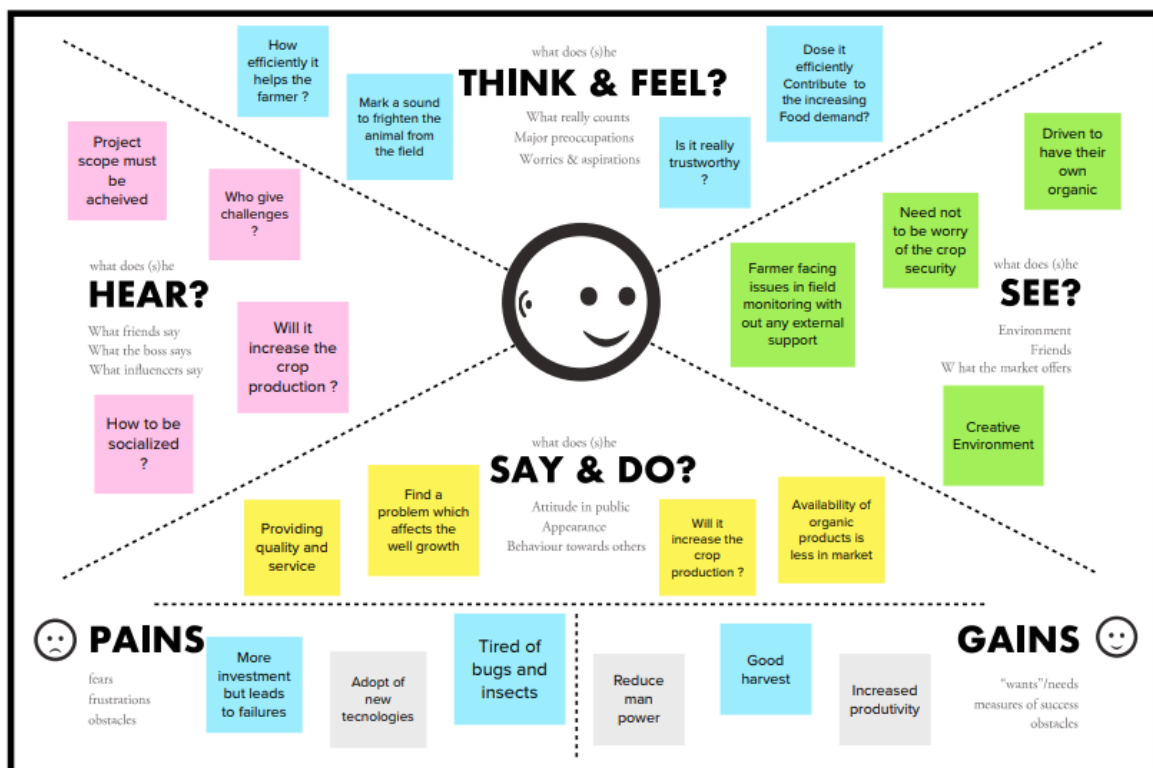 what does (s)he
THINK & FEEL?
What really counts
Major preoccupations
Worries & aspirations
How
efficiently it
helps the
farmer ?
Mark a sound
to frighten the
animal from
the field
Is it really
trustworthy
?
Dose it
efficiently
Contribute to
the increasing
Food demand?
Project
scope must
be
acheived
Who give
challenges
?
what does (s)he
HEAR?
What friends say
What the boss says
What influencers say
Will it
increase the
crop
production ?
How to be
socialized
?
Driven to
have their
own
organic
Need not
to be worry
of the crop
security
Farmer facing
issues in field
monitoring with
out any external
support
what does (s)he
SEE?
Environment
Friends
W hat the market offers
Creative
Environment
what does (s)he
SAY & DO?
Attitude in public
Appearance
Behaviour towards others
Providing
quality and
service
Find a
problem which
affects the
well growth
Will it
increase the
crop
production ?
Availability of
organic
products is
less in market
PAINS
fears
frustrations
obstacles
More
investment
but leads
to failures
Adopt of
new
tecnologies
Tired of
bugs and
insects
Reduce
man
power
Good
harvest
Increased
produtivity
GAINS
“wants”/needs
measures of success
obstacles